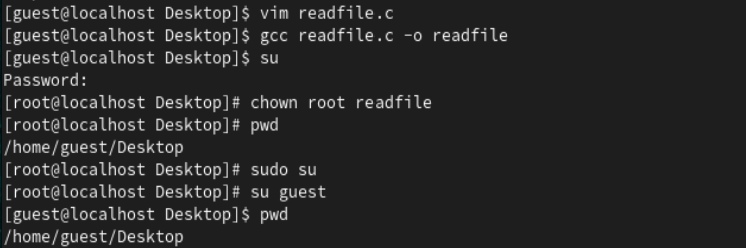 [guest@localhost Desktop]$ vim readfile.c
[guest@localhost Desktop]$ gcc readfile.c -o readfile
[guest@localhost Desktop]$ su
Password:
[root@localhost Desktop]# chown root readfile
[root@localhost Desktop]# pwd
/home/guest/Desktop
[root@localhost Desktop]# sudo su
[root@localhost Desktop]# su guest
[guest@localhost Desktop]$ pwd
/home/guest/Desktop